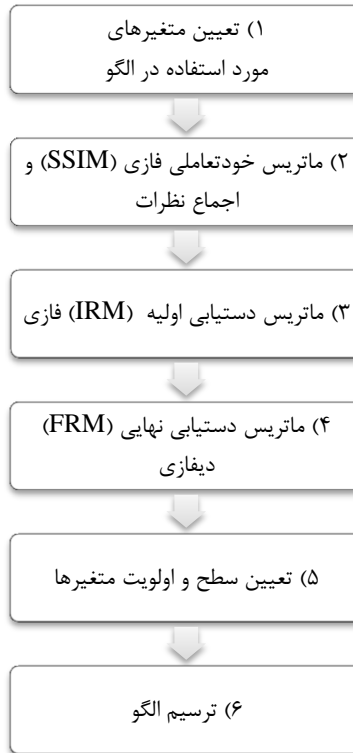 ۱) تعیین متغیرهای
مورد استفاده در الگو
۲) ماتریس خودتعاملی فازی (SSIM) و
اجماع نظرات
۳) ماتریس دستیابی اولیه (IRM) فازی
۴) ماتریس دستیابی نهایی (FRM)
دیفازی
۵) تعیین سطح و اولویت متغیرها
۶) ترسیم الگو